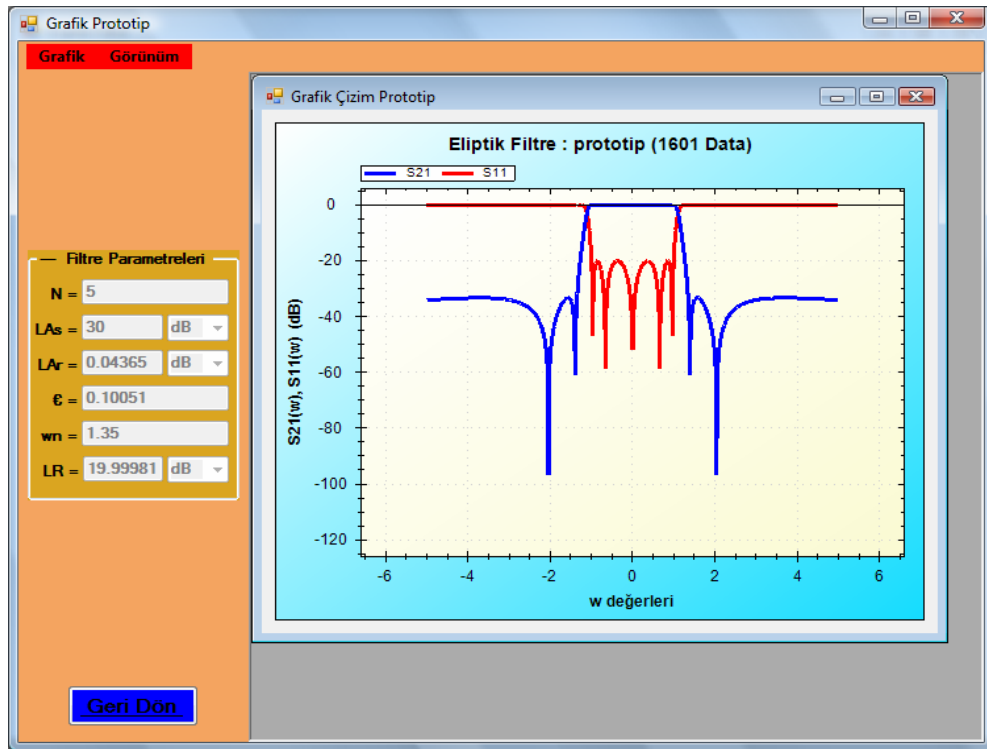 Grafik Prototip
Grafik Görünüm
Grafik Çizim Prototip
Eliptik Filtre : prototip (1601 Data)
S21 S11
0
-20
-40
-60
-80
-100
-120
S21(w), S11(w) (dB)
-6 -4 -2 0 2 4 6
w değerleri
Filtre Parametreleri
N = 5
LAs = 30 dB
LAr = 0.04365 dB
€ = 0.10051
wn = 1.35
LR = 19.99981 dB
Geri Dön